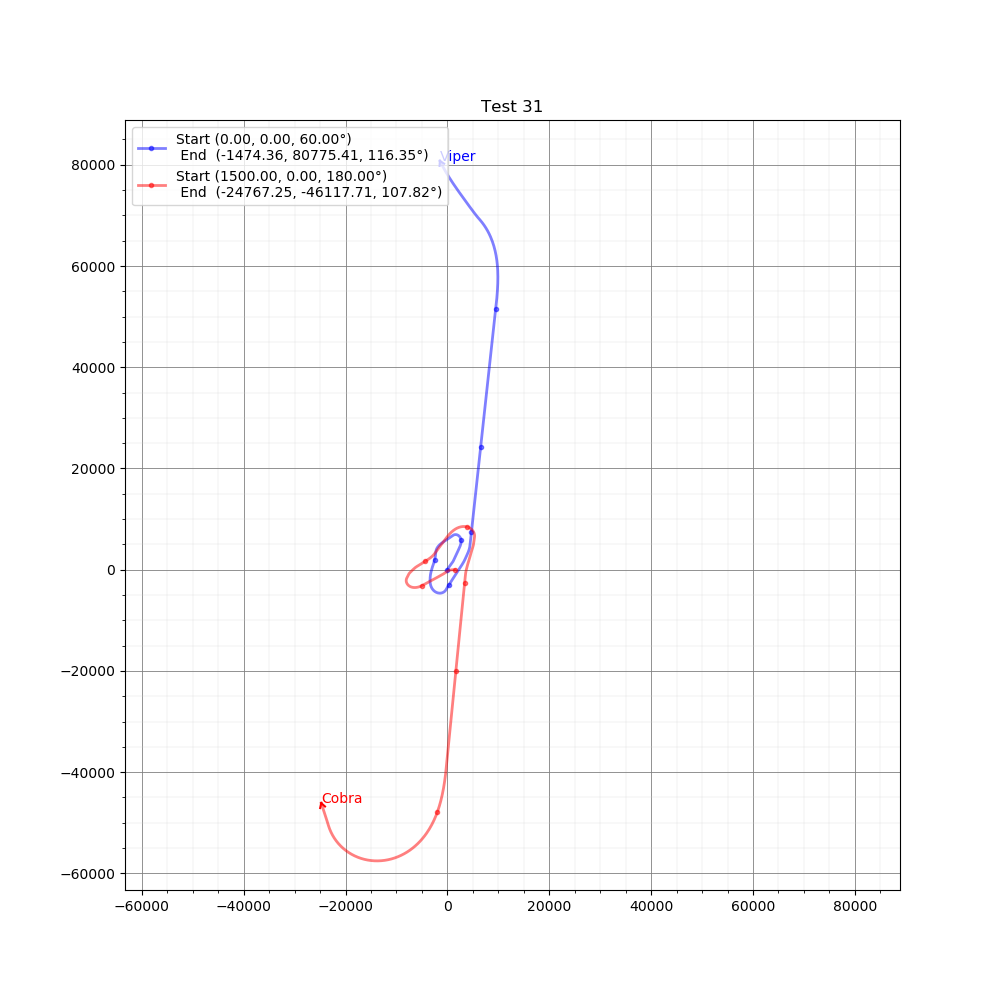 Test 31
Start (0.00, 0.00, 60.00°)
End (-1474.36, 80775.41, 116.35°)
Start (1500.00, 0.00, 180.00°)
End (-24767.25, -46117.71, 107.82°)
Viper
Cobra
80000
60000
40000
20000
0
−20000
−40000
−60000
−60000 −40000 −20000 0 20000 40000 60000 80000